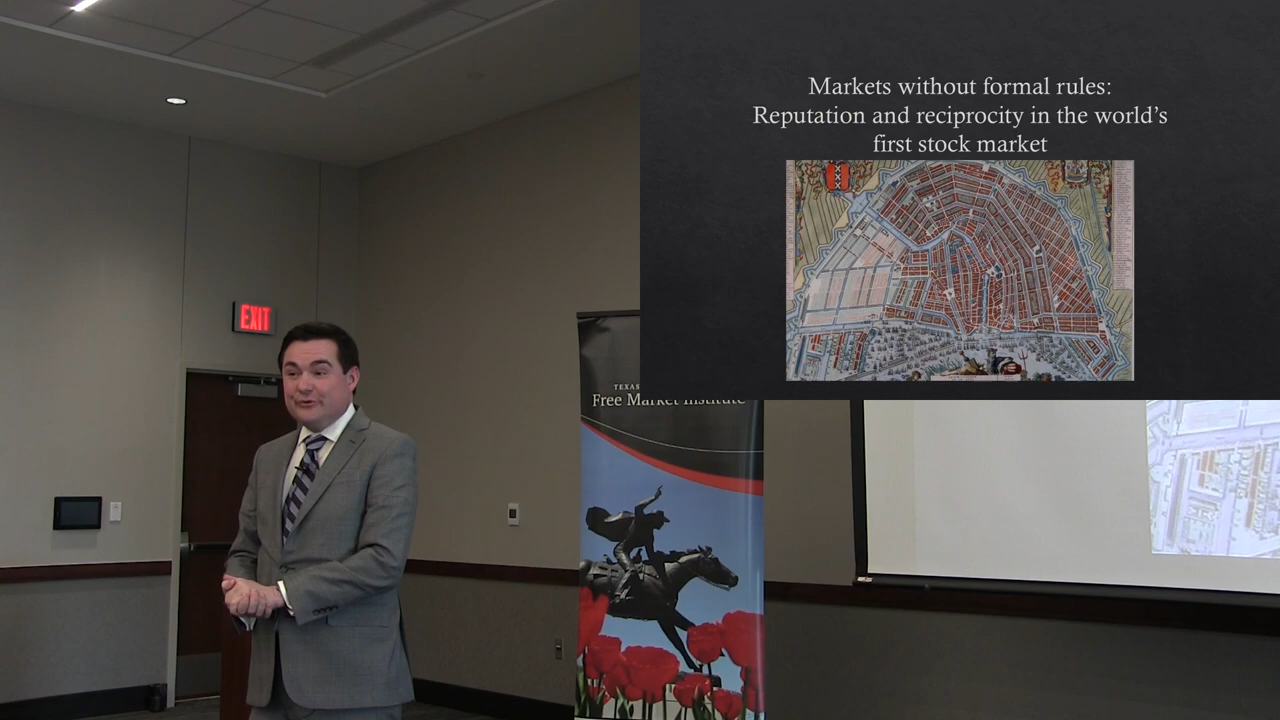 Markets without formal rules:
Reputation and reciprocity in the world's
first stock market
EXIT
TEXAS
Free Market Institute